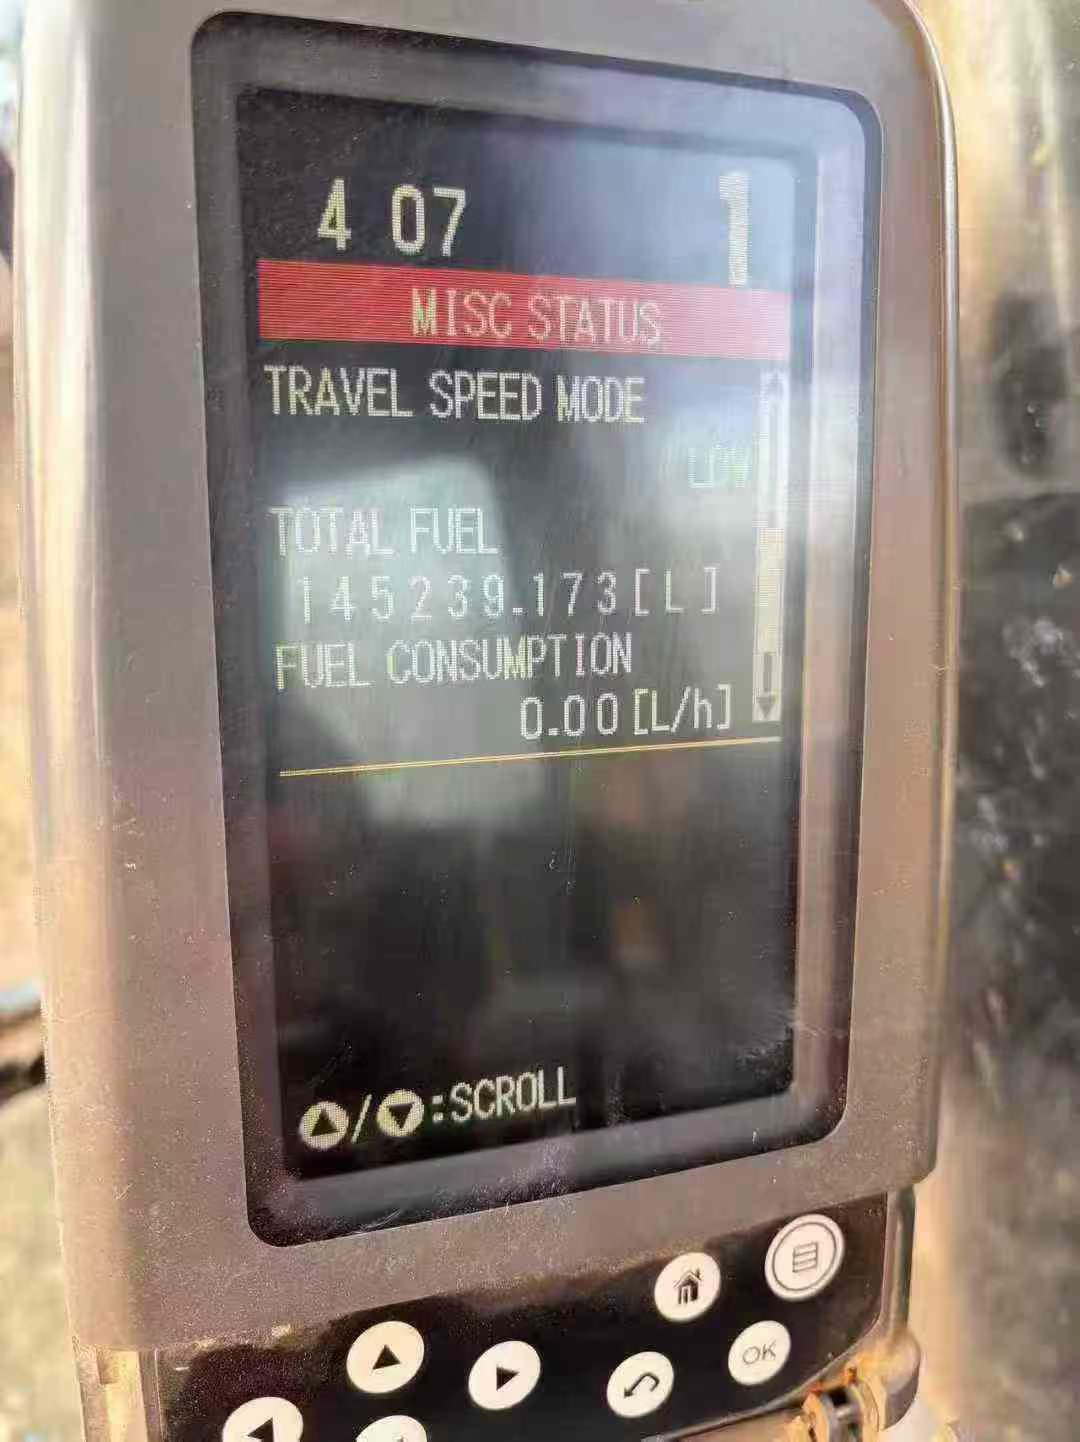 4 07 1
MISC STATUS
TRAVEL SPEED MODE
LOW
TOTAL FUEL
145239.173[L]
FUEL CONSUMPTION
0.00[L/h]
▲/▼:SCROLL
OK